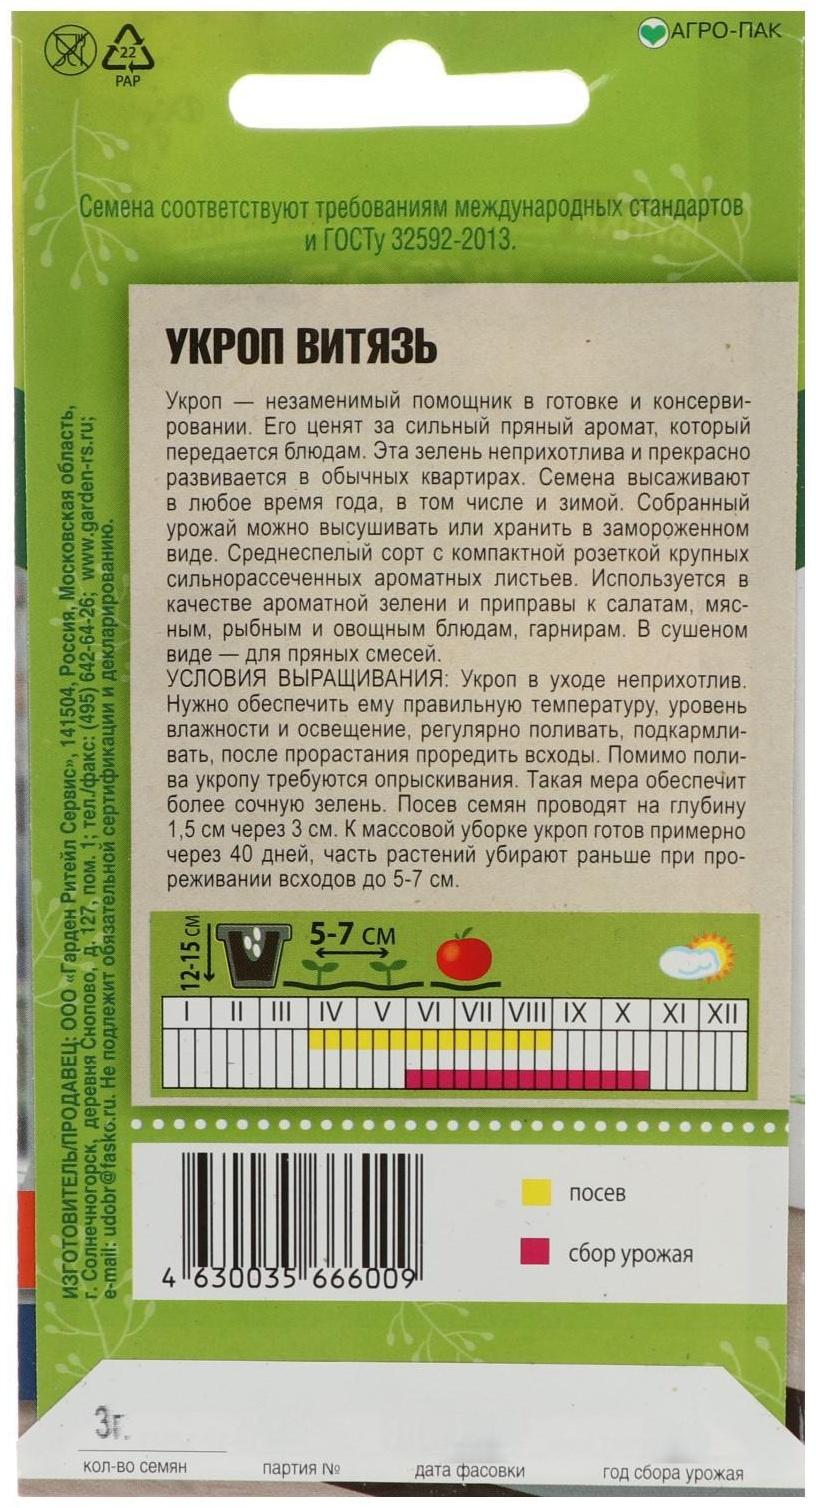 АГРО-ПАК
22
PAP
Семена соответствуют требованиям международных стандартов
и ГОСТу 32592-2013.
УКРОП ВИТЯЗЬ
Укроп — незаменимый помощник в готовке и консерви-
ровании. Его ценят за сильный пряный аромат, который
передается блюдам. Эта зелень неприхотлива и прекрасно
развивается в обычных квартирах. Семена высаживают
в любое время года, в том числе и зимой. Собранный
урожай можно высушивать или хранить в замороженном
виде. Среднеспелый сорт с компактной розеткой крупных
сильнорассеченных ароматных листьев. Используется в
качестве ароматной зелени и приправы к салатам, мяс-
ным, рыбным и овощным блюдам, гарнирам. В сушеном
виде — для пряных смесей.
УСЛОВИЯ ВЫРАЩИВАНИЯ: Укроп в уходе неприхотлив.
Нужно обеспечить ему правильную температуру, уровень
влажности и освещение, регулярно поливать, подкармли-
вать, после прорастания проредить всходы. Помимо поли-
ва укропу требуются опрыскивания. Такая мера обеспечит
более сочную зелень. Посев семян проводят на глубину
1,5 см через 3 см. К массовой уборке укроп готов примерно
через 40 дней, часть растений убирают раньше при про-
реживании всходов до 5-7 см.
12-15 СМ
5-7 СМ
I II III IV V VI VII VIII IX X XI XII
посев
сбор урожая
4 630035 666009
ИЗГОТОВИТЕЛЬ/ПРОДАВЕЦ: ООО «Гарден Ритейл Сервис», 141504, Россия, Московская область,
г. Солнечногорск, деревня Снопово, д. 127, пом. 1; тел./факс: (495) 642-64-26; www.garden-rs.ru;
e-mail: udobr@fasko.ru. Не подлежит обязательной сертификации и декларированию.
3г.
кол-во семян партия № дата фасовки год сбора урожая